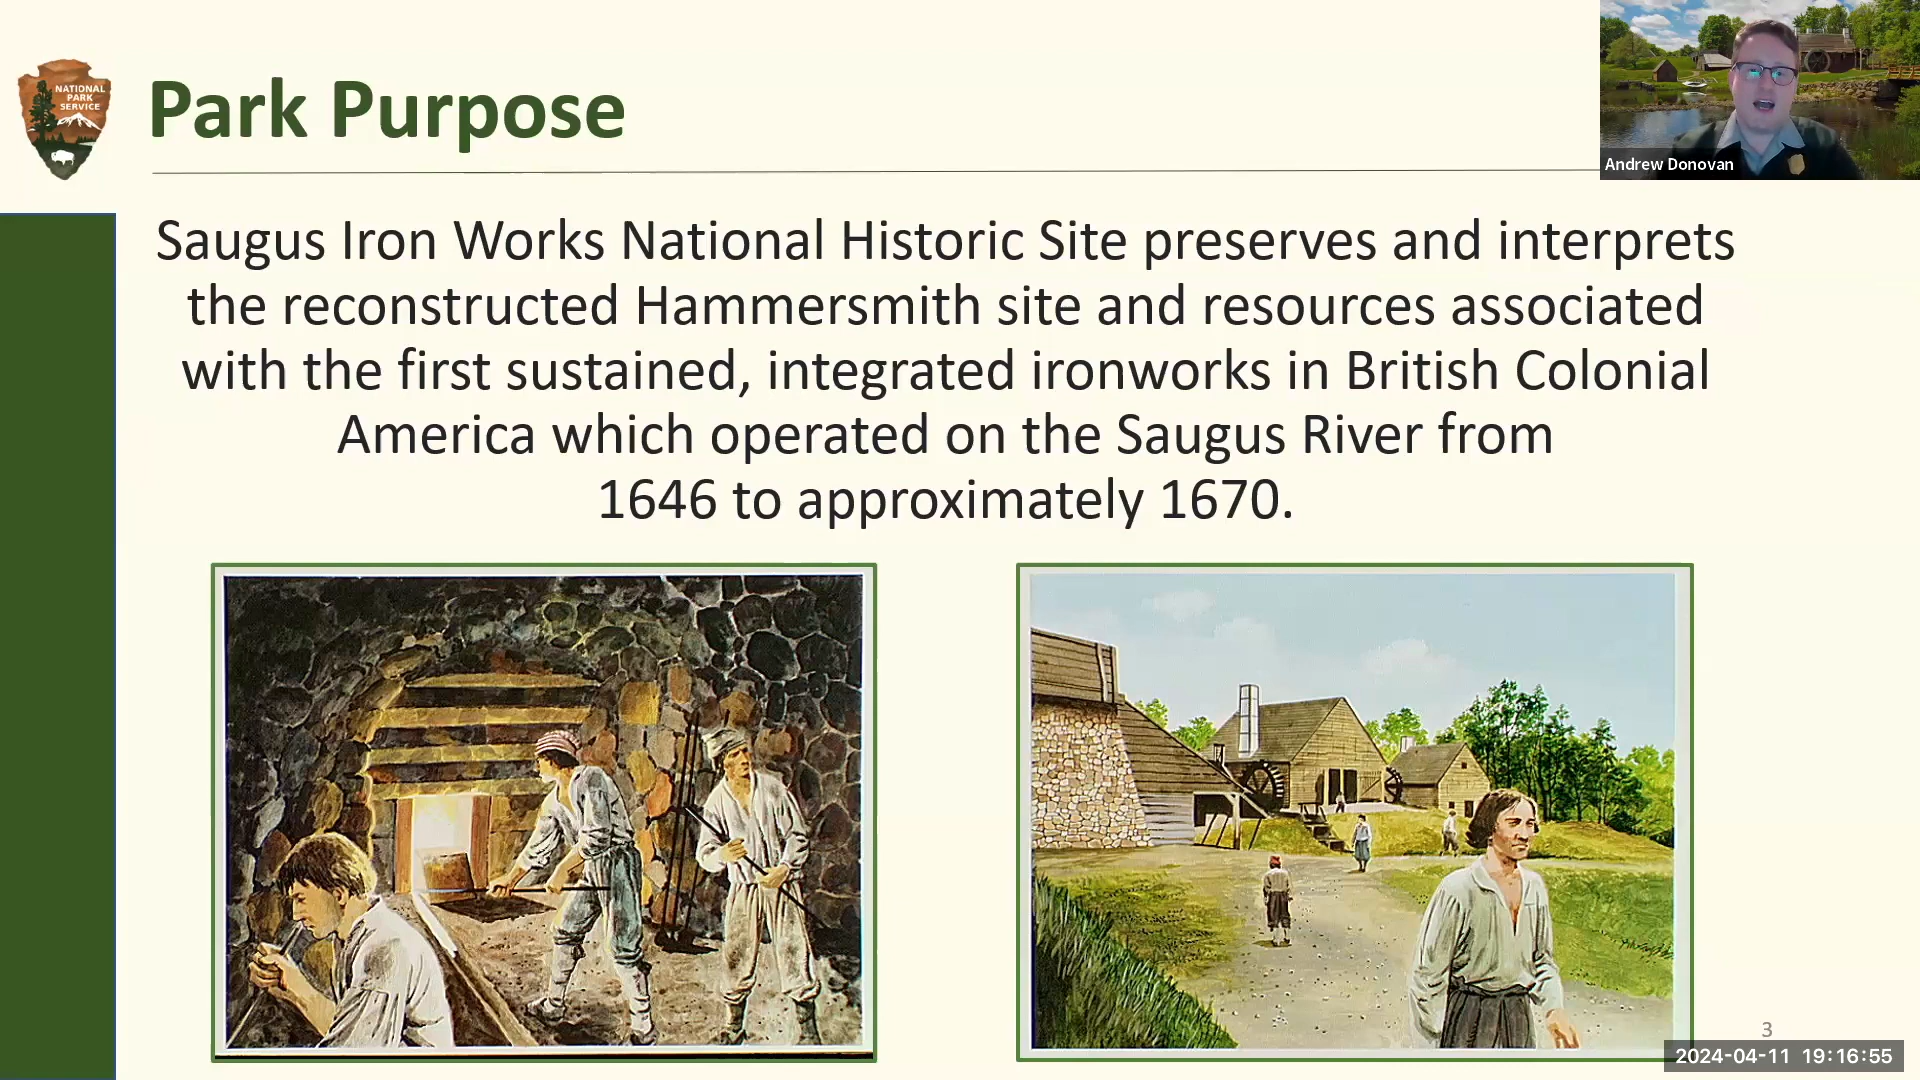 NATIONAL
PARK
SERVICE
Park Purpose
Andrew Donovan
Saugus Iron Works National Historic Site preserves and interprets
the reconstructed Hammersmith site and resources associated
with the first sustained, integrated ironworks in British Colonial
America which operated on the Saugus River from
1646 to approximately 1670.
3
2024-04-11 19:16:55